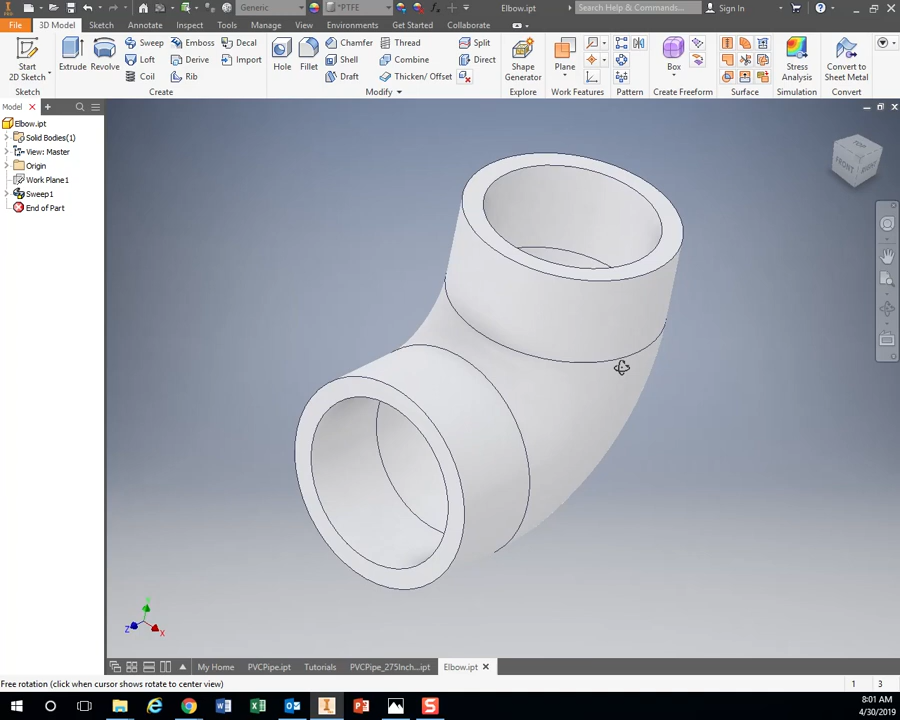 Generic *PTFE Elbow.ipt Search Help & Commands... Sign In
File 3D Model Sketch Annotate Inspect Tools Manage View Environments Get Started Collaborate
Start 2D Sketch Extrude Revolve Sweep Emboss Decal Hole Fillet Chamfer Thread Split Shape Generator Plane Box Stress Analysis Convert to Sheet Metal
Loft Derive Import Shell Combine Direct
Coil Rib Draft Thicken/ Offset
Sketch Create Modify Explore Work Features Pattern Create Freeform Surface Simulation Convert
Model
Elbow.ipt
Solid Bodies(1)
View: Master
Origin
Work Plane1
Sweep1
End of Part
TOP
FRONT
RIGHT
Y
Z
X
My Home PVCPipe.ipt Tutorials PVCPipe_275Inch....ipt Elbow.ipt
Free rotation (click when cursor shows rotate to center view) 1 3
8:01 AM
4/30/2019